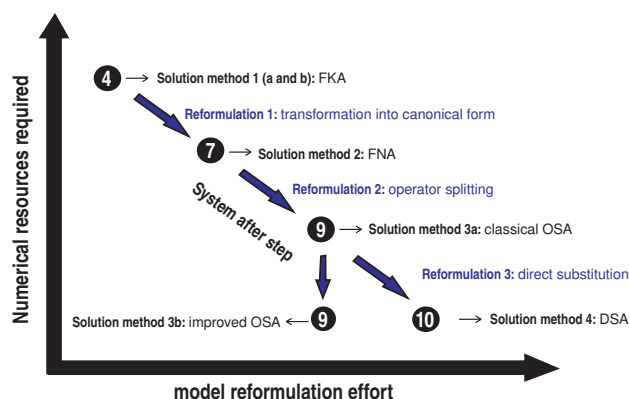 Numerical resources required
4 Solution method 1 (a and b): FKA
Reformulation 1: transformation into canonical form
7 Solution method 2: FNA
Reformulation 2: operator splitting
System after step
9 Solution method 3a: classical OSA
Reformulation 3: direct substitution
Solution method 3b: improved OSA 9
10 Solution method 4: DSA
model reformulation effort